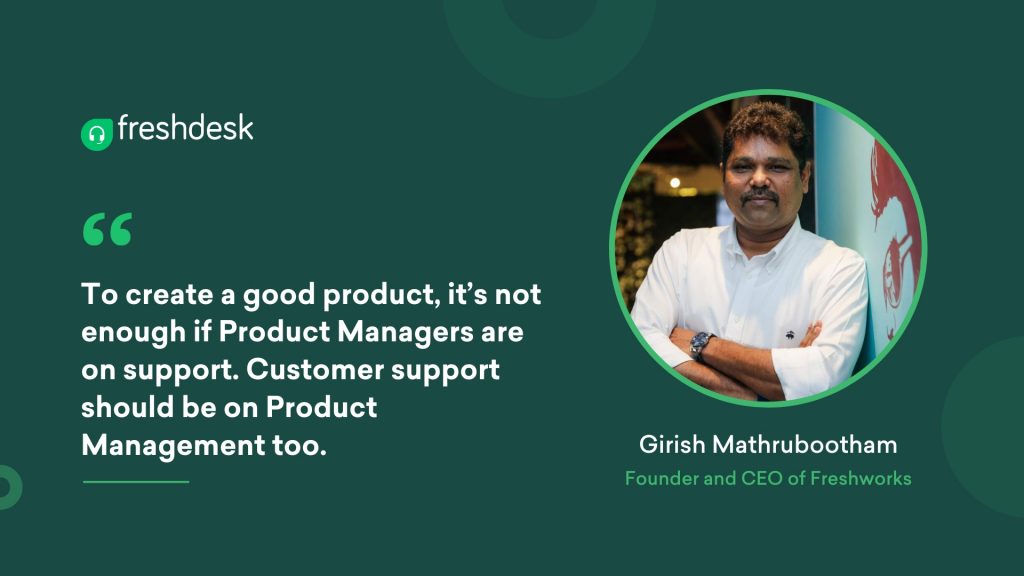 freshdesk
“
To create a good product, it’s not
enough if Product Managers are
on support. Customer support
should be on Product
Management too.
Girish Mathrubootham
Founder and CEO of Freshworks